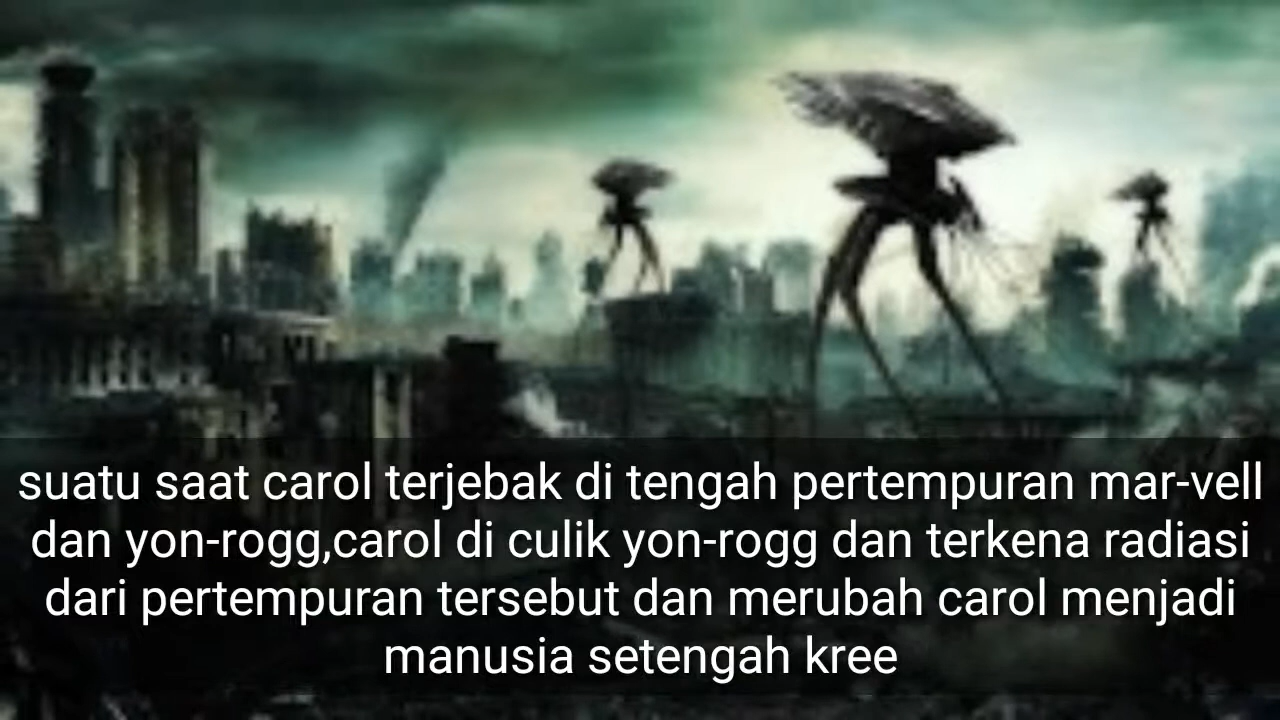 suatu saat carol terjebak di tengah pertempuran mar-vell
dan yon-rogg,carol di culik yon-rogg dan terkena radiasi
dari pertempuran tersebut dan merubah carol menjadi
manusia setengah kree